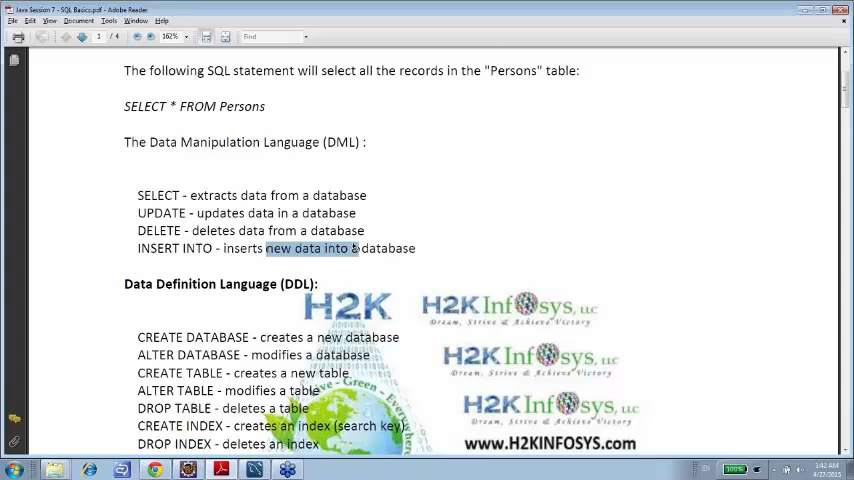 Java Session 7 - SQL Basics.pdf - Adobe Reader
File Edit View Document Tools Window Help
1 / 4 162% Find
The following SQL statement will select all the records in the "Persons" table:
SELECT * FROM Persons
The Data Manipulation Language (DML) :
SELECT - extracts data from a database
UPDATE - updates data in a database
DELETE - deletes data from a database
INSERT INTO - inserts new data into a database
Data Definition Language (DDL):
H2K
H2K Infosys, LLC
Dream, Strive & Achieve Victory
CREATE DATABASE - creates a new database
ALTER DATABASE - modifies a database
H2K Infosys, LLC
Dream, Strive & Achieve Victory
CREATE TABLE - creates a new table
ALTER TABLE - modifies a table
Live - Green - Everywhere
DROP TABLE - deletes a table
H2K Infosys, LLC
Dream, Strive & Achieve Victory
CREATE INDEX - creates an index (search key)
DROP INDEX - deletes an index
www.H2KINFOSYS.com
EN 100% 1:42 AM
4/27/2015